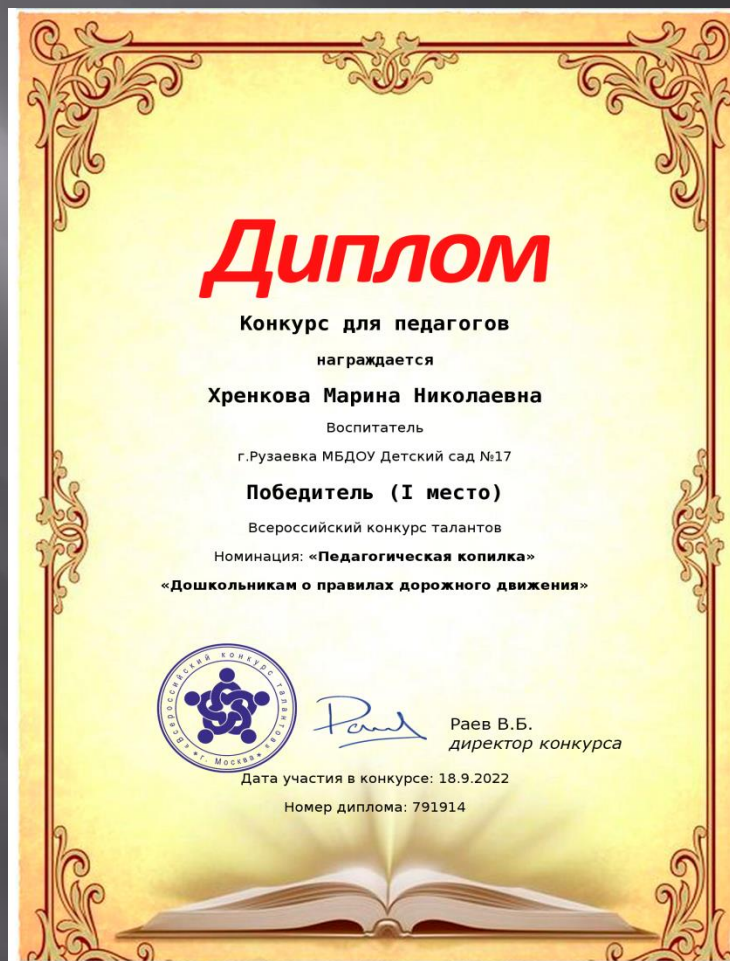 Диплом
Конкурс для педагогов
награждается
Хренкова Марина Николаевна
Воспитатель
г.Рузаевка МБДОУ Детский сад №17
Победитель (I место)
Всероссийский конкурс талантов
Номинация: «Педагогическая копилка»
«Дошкольникам о правилах дорожного движения»
«Всероссийский конкурс талантов»
* г. Москва *
Раев В.Б.
директор конкурса
Дата участия в конкурсе: 18.9.2022
Номер диплома: 791914